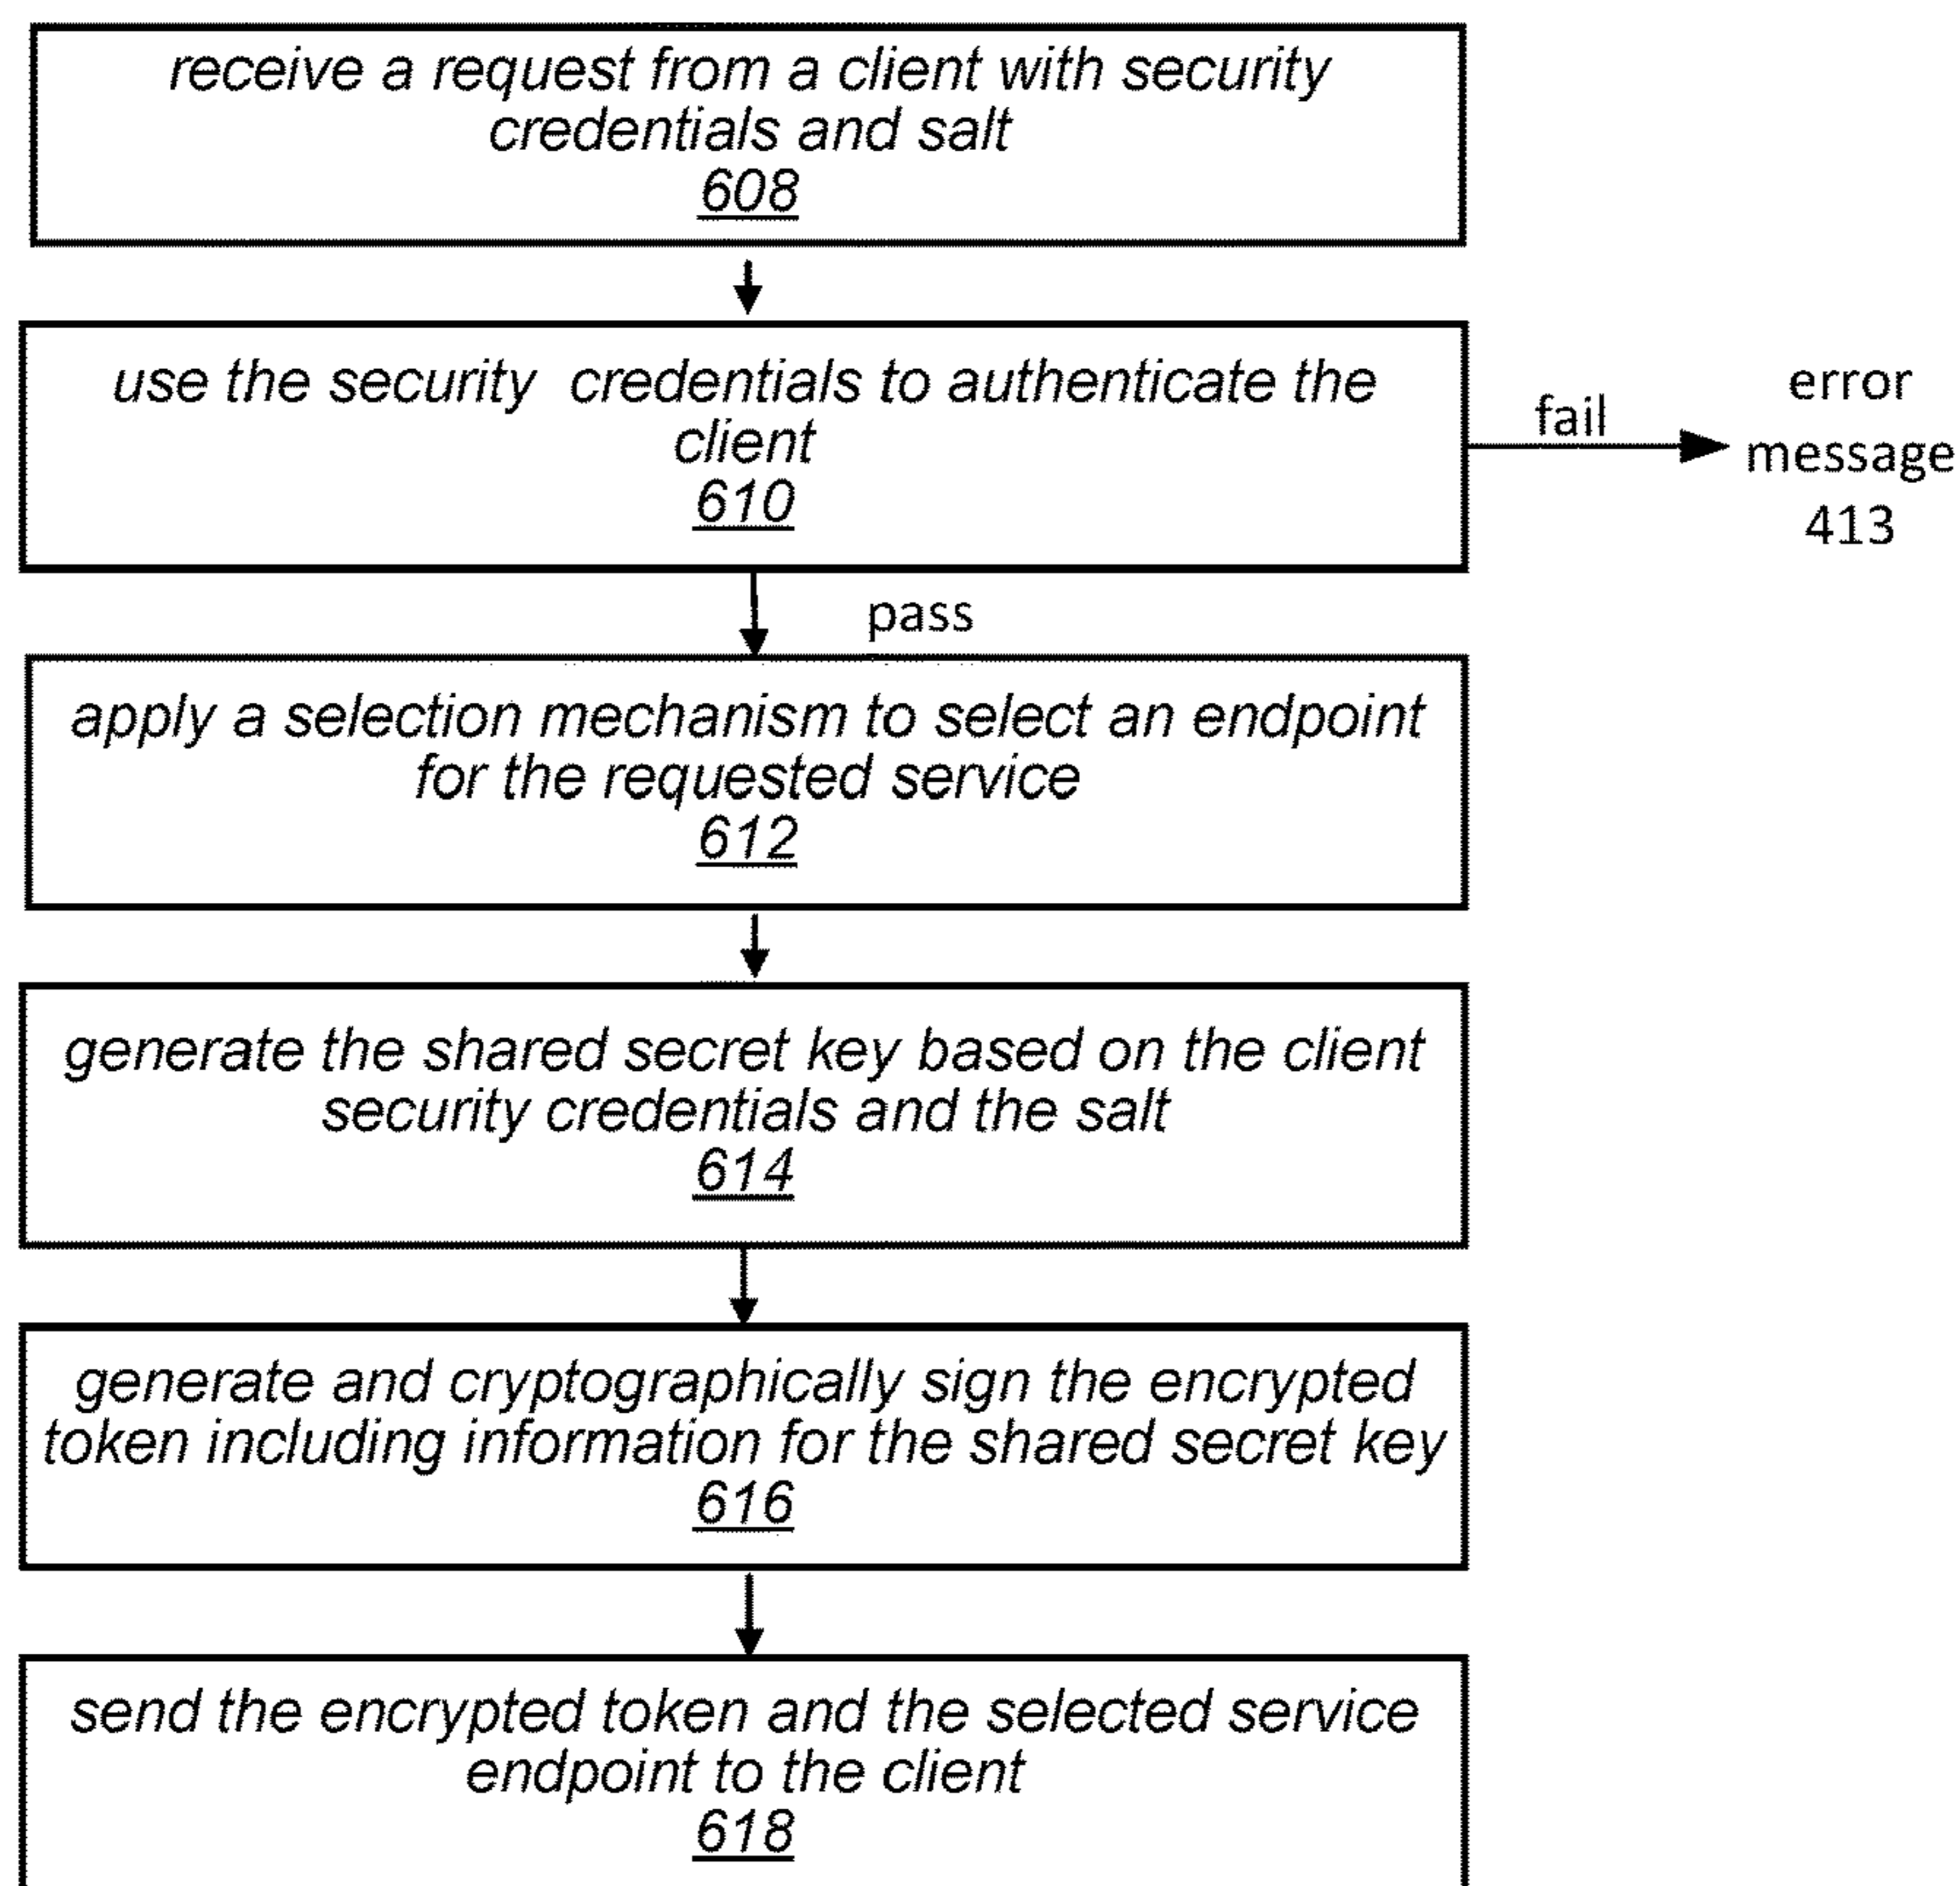 receive a request from a client with security
credentials and salt
608
use the security credentials to authenticate the
client
610
fail
error
message
413
pass
apply a selection mechanism to select an endpoint
for the requested service
612
generate the shared secret key based on the client
security credentials and the salt
614
generate and cryptographically sign the encrypted
token including information for the shared secret key
616
send the encrypted token and the selected service
endpoint to the client
618